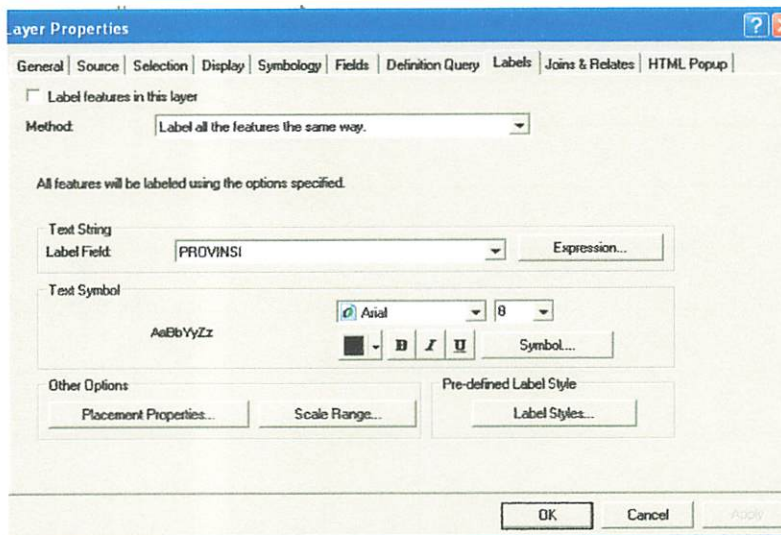 Layer Properties
General Source Selection Display Symbology Fields Definition Query Labels Joins & Relates HTML Popup
Label features in this layer
Method: Label all the features the same way.
All features will be labeled using the options specified.
Text String
Label Field: PROVINSI Expression...
Text Symbol
AaBbYyZz
Arial 8
B I U Symbol...
Other Options
Placement Properties... Scale Range...
Pre-defined Label Style
Label Styles...
OK Cancel Apply